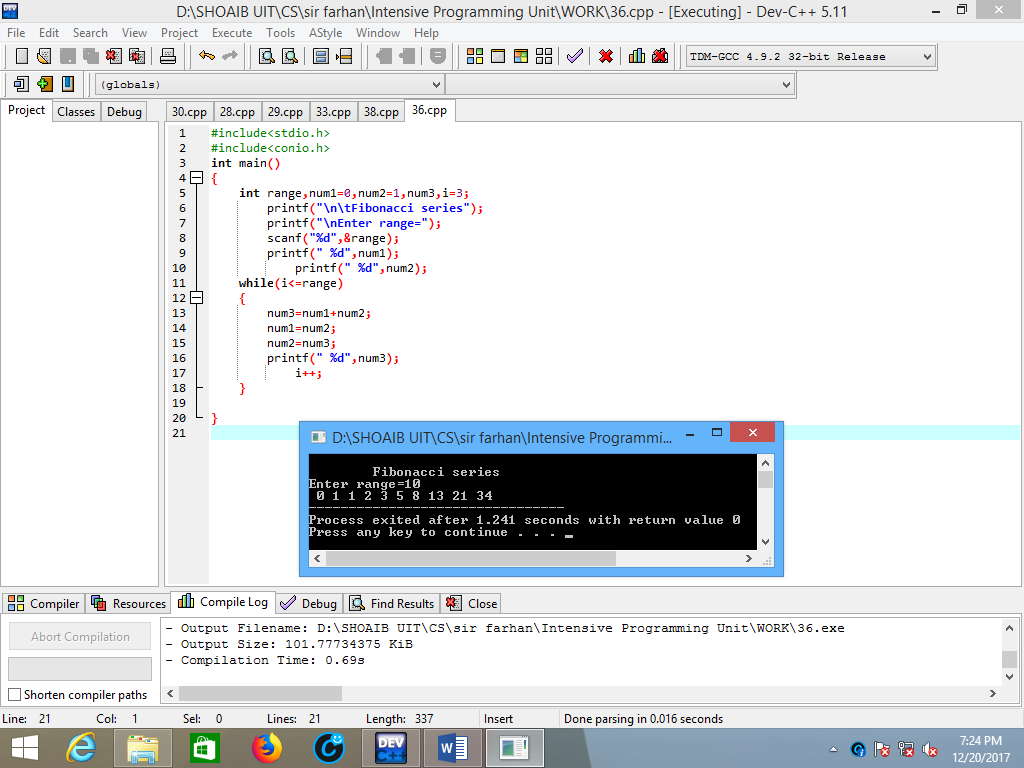 D:\SHOAIB UIT\CS\sir farhan\Intensive Programming Unit\WORK\36.cpp - [Executing] - Dev-C++ 5.11
File Edit Search View Project Execute Tools AStyle Window Help
TDM-GCC 4.9.2 32-bit Release
(globals)
Project Classes Debug
30.cpp 28.cpp 29.cpp 33.cpp 38.cpp 36.cpp
1 #include<stdio.h>
2 #include<conio.h>
3 int main()
4 {
5 int range,num1=0,num2=1,num3,i=3;
6 printf("\n\tFibonacci series");
7 printf("\nEnter range=");
8 scanf("%d",&range);
9 printf(" %d",num1);
10 printf(" %d",num2);
11 while(i<=range)
12 {
13 num3=num1+num2;
14 num1=num2;
15 num2=num3;
16 printf(" %d",num3);
17 i++;
18 }
19
20 }
21
D:\SHOAIB UIT\CS\sir farhan\Intensive Programmi...
Fibonacci series
Enter range=10
0 1 1 2 3 5 8 13 21 34
--------------------------------
Process exited after 1.241 seconds with return value 0
Press any key to continue . . . _
Compiler Resources Compile Log Debug Find Results Close
Abort Compilation
Shorten compiler paths
- Output Filename: D:\SHOAIB UIT\CS\sir farhan\Intensive Programming Unit\WORK\36.exe
- Output Size: 101.77734375 KiB
- Compilation Time: 0.69s
Line: 21 Col: 1 Sel: 0 Lines: 21 Length: 337 Insert Done parsing in 0.016 seconds
DEV C++
7:24 PM
12/20/2017